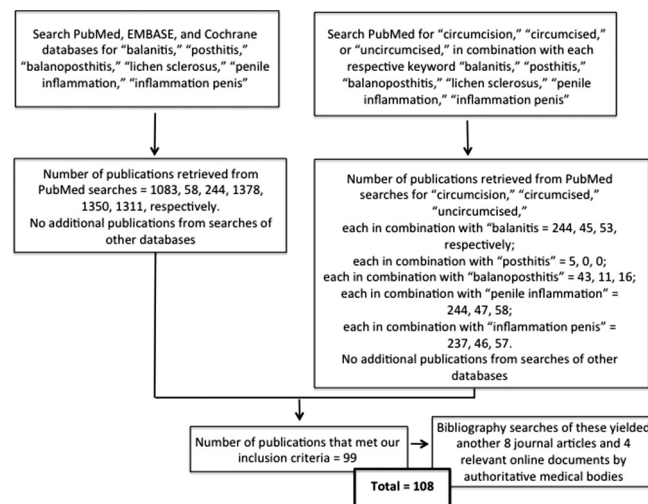 Search PubMed, EMBASE, and Cochrane
databases for “balanitis,” “posthitis,”
“balanoposthitis,” “lichen sclerosus,” “penile
inflammation,” “inflammation penis”
Search PubMed for “circumcision,” “circumcised,”
or “uncircumcised,” in combination with each
respective keyword “balanitis,” “posthitis,”
“balanoposthitis,” “lichen sclerosus,” “penile
inflammation,” “inflammation penis”
Number of publications retrieved from
PubMed searches = 1083, 58, 244, 1378,
1350, 1311, respectively.
No additional publications from searches of
other databases
Number of publications retrieved from PubMed
searches for “circumcision,” “circumcised,”
“uncircumcised,”
each in combination with “balanitis = 244, 45, 53,
respectively;
each in combination with “posthitis” = 5, 0, 0;
each in combination with “balanoposthitis” = 43, 11, 16;
each in combination with “penile inflammation” =
244, 47, 58;
each in combination with “inflammation penis” =
237, 46, 57.
No additional publications from searches of other
databases
Number of publications that met our
inclusion criteria = 99
Bibliography searches of these yielded
another 8 journal articles and 4
relevant online documents by
authoritative medical bodies
Total = 108